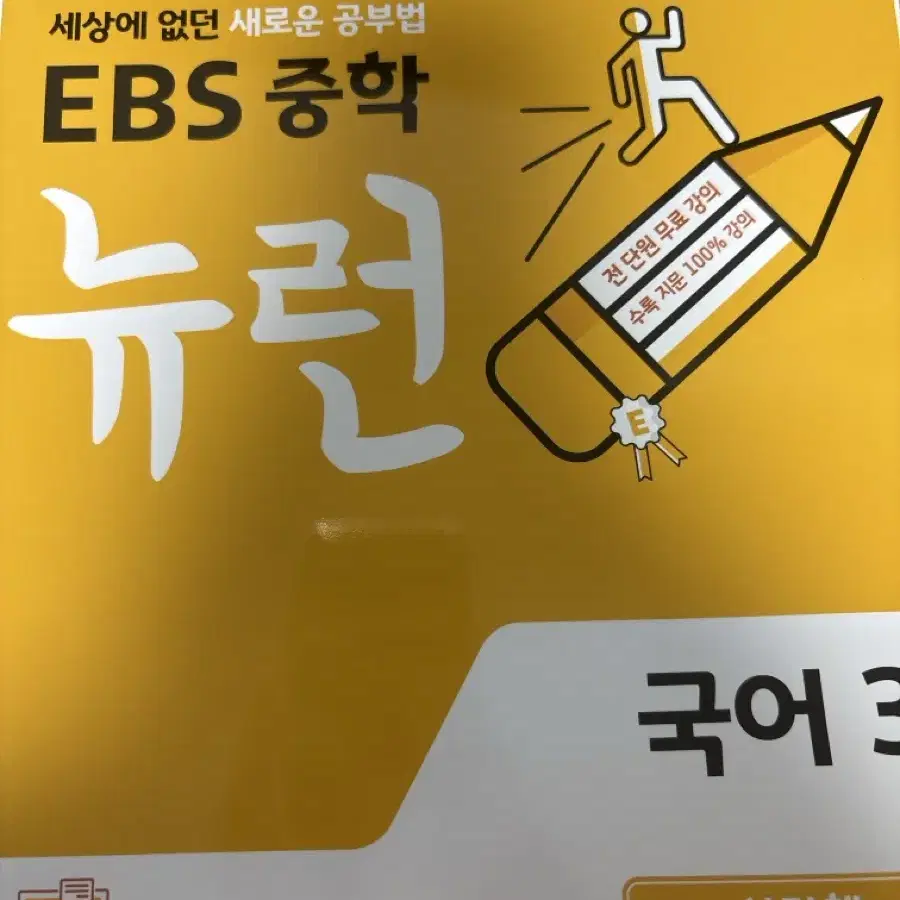 세상에 없던 새로운 공부법
EBS 중학
뉴런
전 단원 무료 강의
수록 지문 100% 강의
E
국어 3